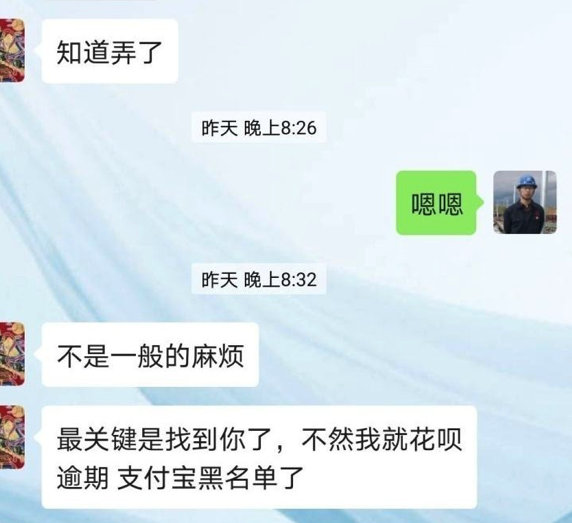 知道弄了
昨天 晚上8:26
嗯嗯
昨天 晚上8:32
不是一般的麻烦
最关键是找到你了，不然我就花呗
逾期 支付宝黑名单了